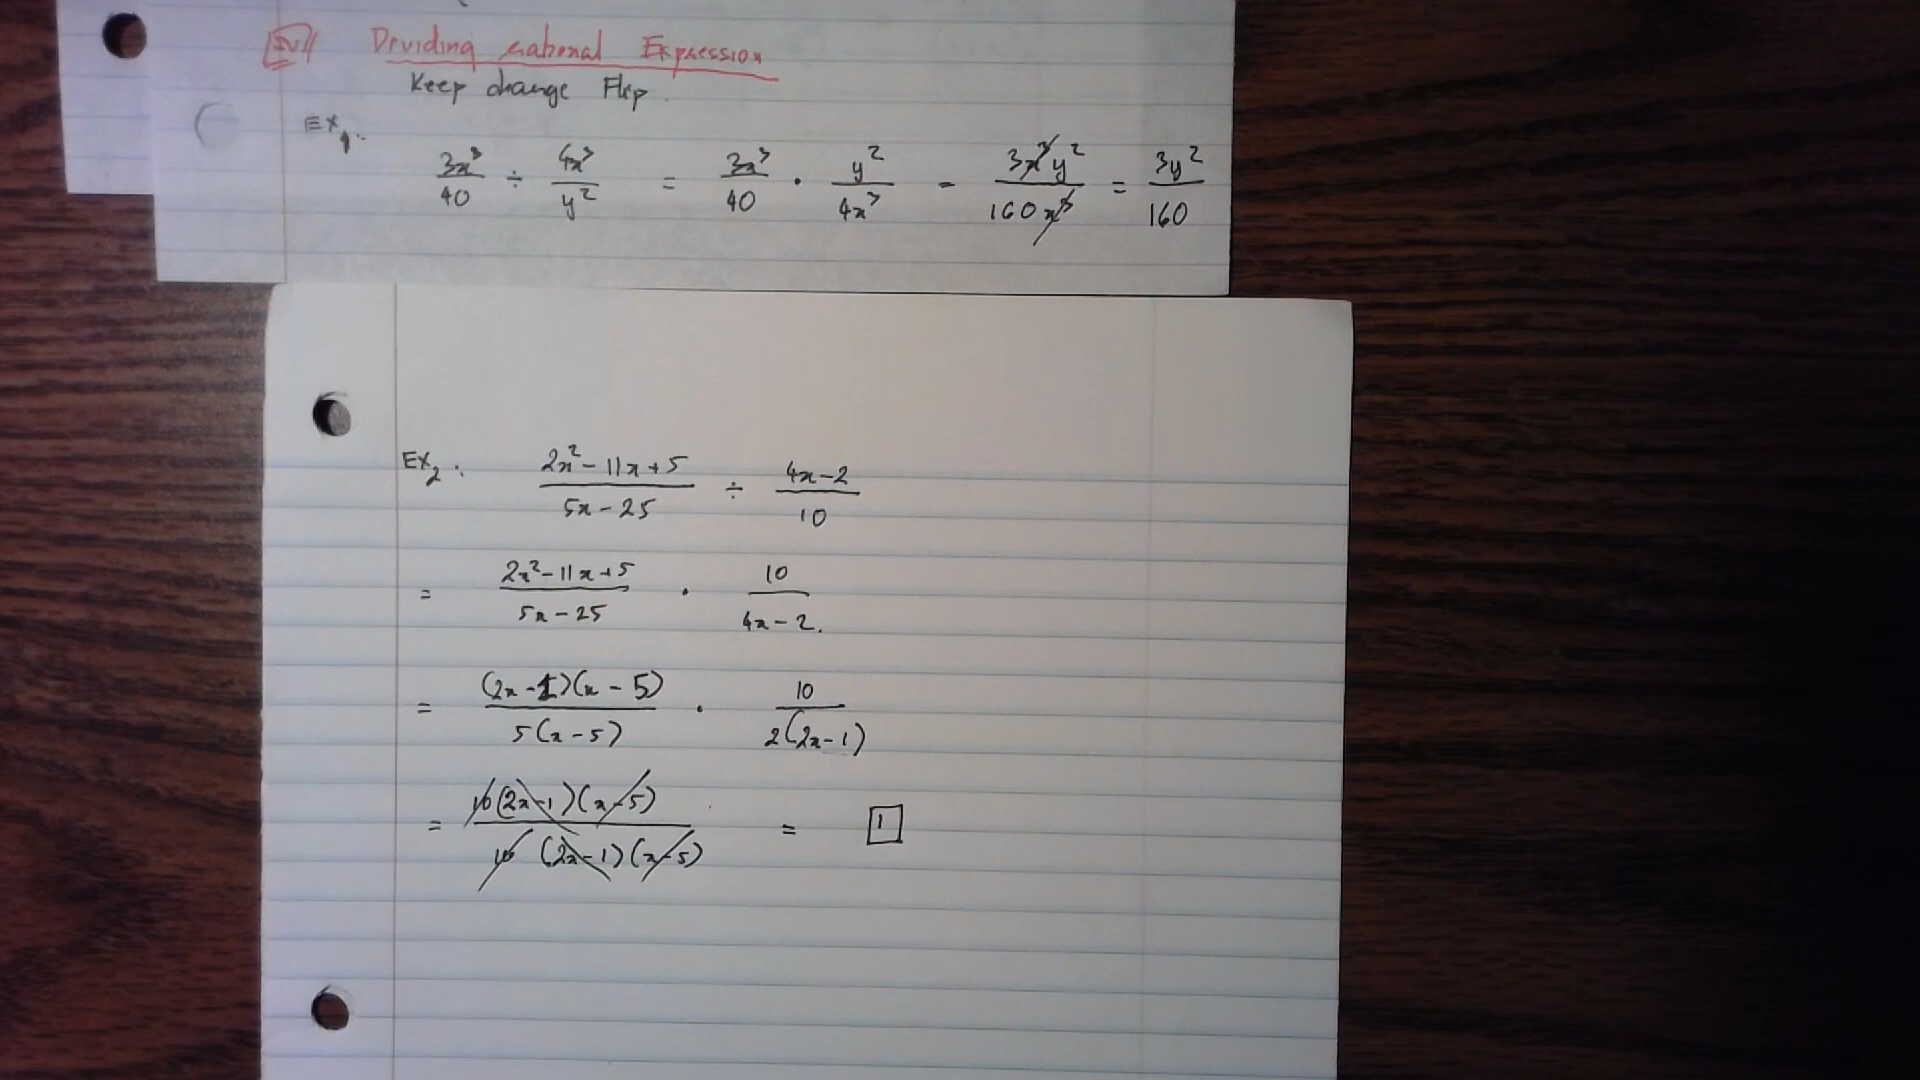 IV// Dividing rational Expression
Keep change Flip.
EX1. 3x³/40 ÷ 4x³/y² = 3x³/40 · y²/4x³ - 3x³y²/160x³ = 3y²/160
EX2. (2x² - 11x + 5)/(5x - 25) ÷ (4x - 2)/10
= (2x² - 11x + 5)/(5x - 25) · 10/(4x - 2).
= (2x - 1)(x - 5)/5(x - 5) · 10/2(2x - 1)
= 10(2x - 1)(x - 5)/10(2x - 1)(x - 5) = 1